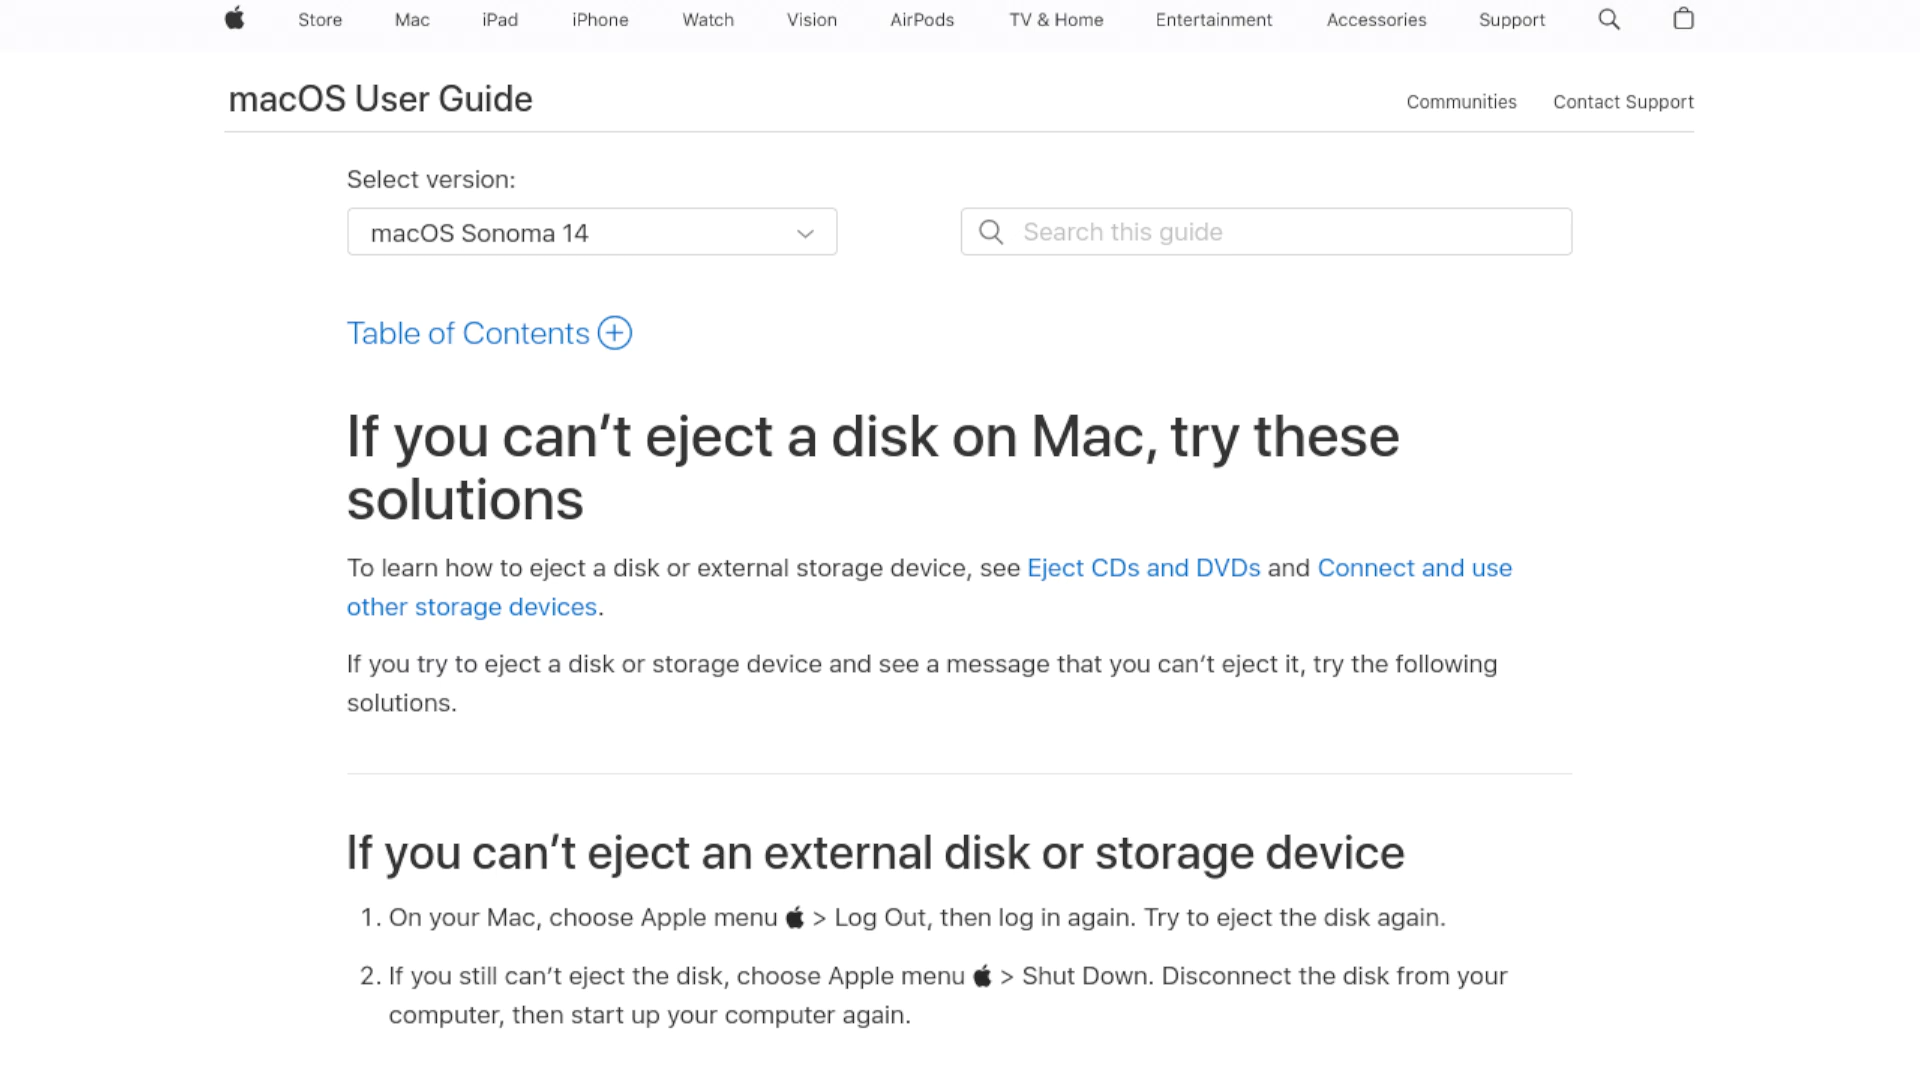 Store Mac iPad iPhone Watch Vision AirPods TV & Home Entertainment Accessories Support
macOS User Guide
Communities Contact Support
Select version:
macOS Sonoma 14
Search this guide
Table of Contents
If you can’t eject a disk on Mac, try these
solutions
To learn how to eject a disk or external storage device, see Eject CDs and DVDs and Connect and use
other storage devices.
If you try to eject a disk or storage device and see a message that you can’t eject it, try the following
solutions.
If you can’t eject an external disk or storage device
1. On your Mac, choose Apple menu  > Log Out, then log in again. Try to eject the disk again.
2. If you still can’t eject the disk, choose Apple menu  > Shut Down. Disconnect the disk from your
computer, then start up your computer again.